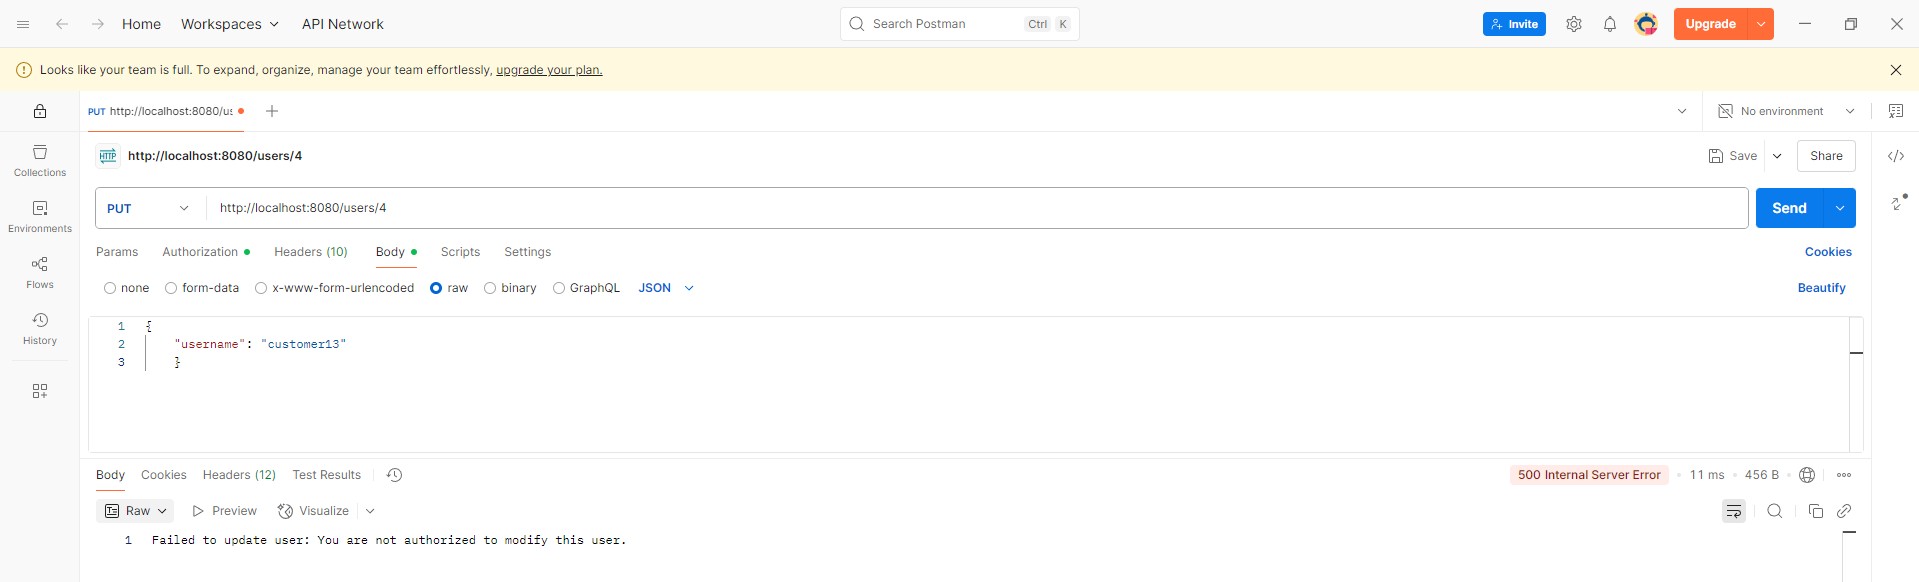 Home Workspaces API Network Search Postman Ctrl K Invite Upgrade
Looks like your team is full. To expand, organize, manage your team effortlessly, upgrade your plan.
PUT http://localhost:8080/us No environment
HTTP http://localhost:8080/users/4 Save Share
Collections
PUT http://localhost:8080/users/4 Send
Environments
Params Authorization Headers (10) Body Scripts Settings Cookies
Flows
none form-data x-www-form-urlencoded raw binary GraphQL JSON Beautify
History
1 {
2 "username": "customer13"
3 }
Body Cookies Headers (12) Test Results 500 Internal Server Error 11 ms 456 B
Raw Preview Visualize
1 Failed to update user: You are not authorized to modify this user.